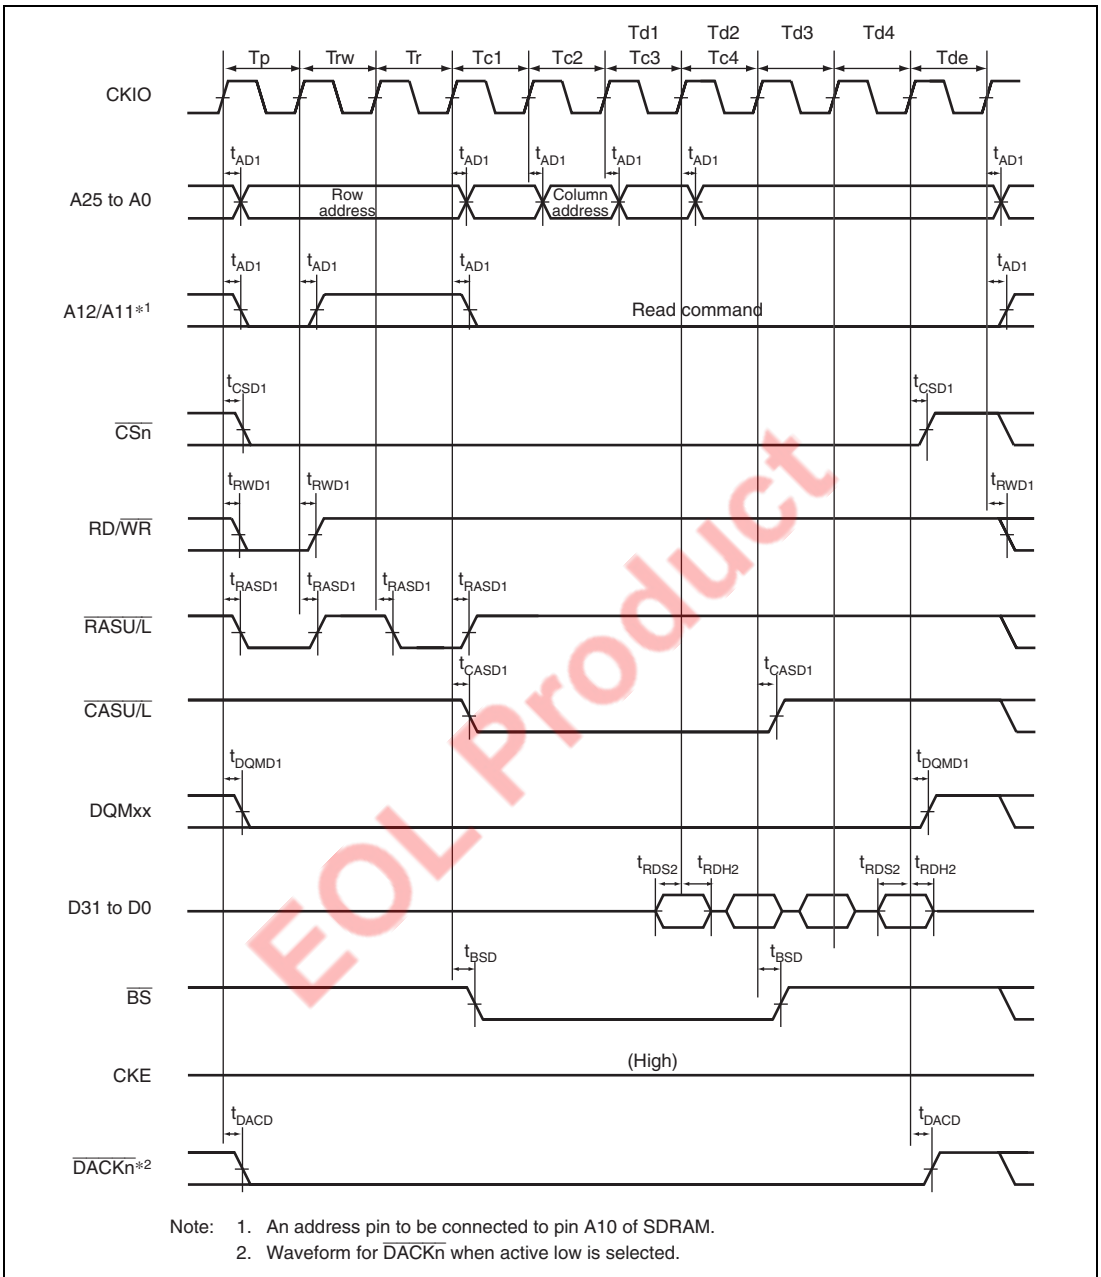 Td1 Td2 Td3 Td4
Tp Trw Tr Tc1 Tc2 Tc3 Tc4 Tde
CKIO
tAD1 tAD1 tAD1 tAD1 tAD1 tAD1
A25 to A0
Row address
Column address
tAD1 tAD1 tAD1 tAD1
A12/A11*1
Read command
tCSD1 tCSD1
CSn
tRWD1 tRWD1 tRWD1
RD/WR
tRASD1 tRASD1 tRASD1 tRASD1
RASU/L
tCASD1 tCASD1
CASU/L
tDQMD1 tDQMD1
DQMxx
tRDS2 tRDH2 tRDS2 tRDH2
D31 to D0
tBSD tBSD
BS
(High)
CKE
tDACD tDACD
DACKn*2
Note: 1. An address pin to be connected to pin A10 of SDRAM.
2. Waveform for DACKn when active low is selected.
EOL Product